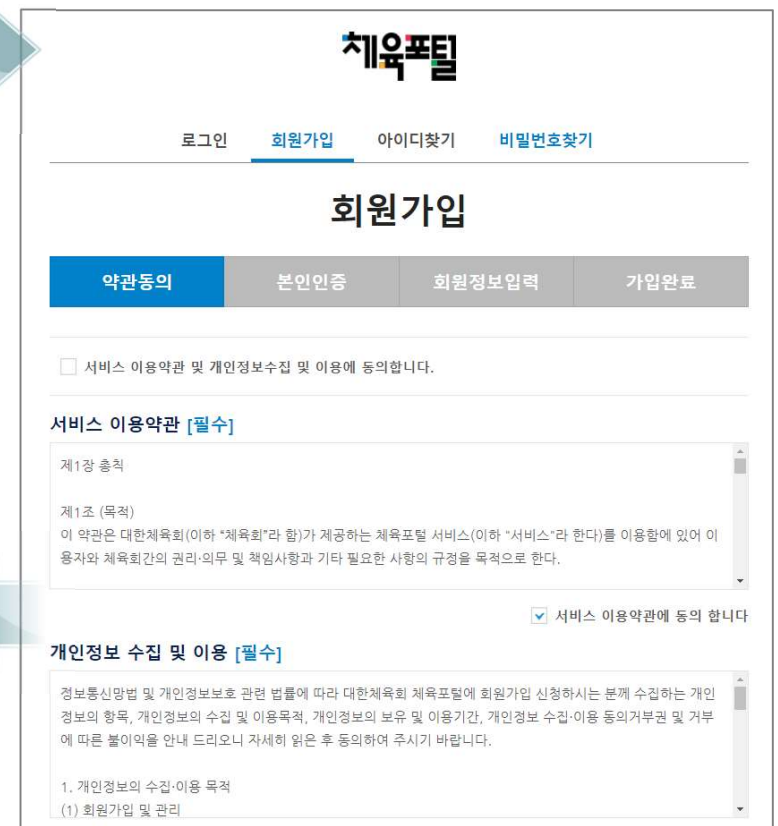 체육포털
로그인 회원가입 아이디찾기 비밀번호찾기
회원가입
약관동의 본인인증 회원정보입력 가입완료
서비스 이용약관 및 개인정보수집 및 이용에 동의합니다.
서비스 이용약관 [필수]
제1장 총칙
제1조 (목적)
이 약관은 대한체육회(이하 “체육회”라 함)가 제공하는 체육포털 서비스(이하 "서비스"라 한다)를 이용함에 있어 이
용자와 체육회간의 권리·의무 및 책임사항과 기타 필요한 사항의 규정을 목적으로 한다.
서비스 이용약관에 동의 합니다
개인정보 수집 및 이용 [필수]
정보통신망법 및 개인정보보호 관련 법률에 따라 대한체육회 체육포털에 회원가입 신청하시는 분께 수집하는 개인
정보의 항목, 개인정보의 수집 및 이용목적, 개인정보의 보유 및 이용기간, 개인정보 수집·이용 동의거부권 및 거부
에 따른 불이익을 안내 드리오니 자세히 읽은 후 동의하여 주시기 바랍니다.
1. 개인정보의 수집·이용 목적
(1) 회원가입 및 관리